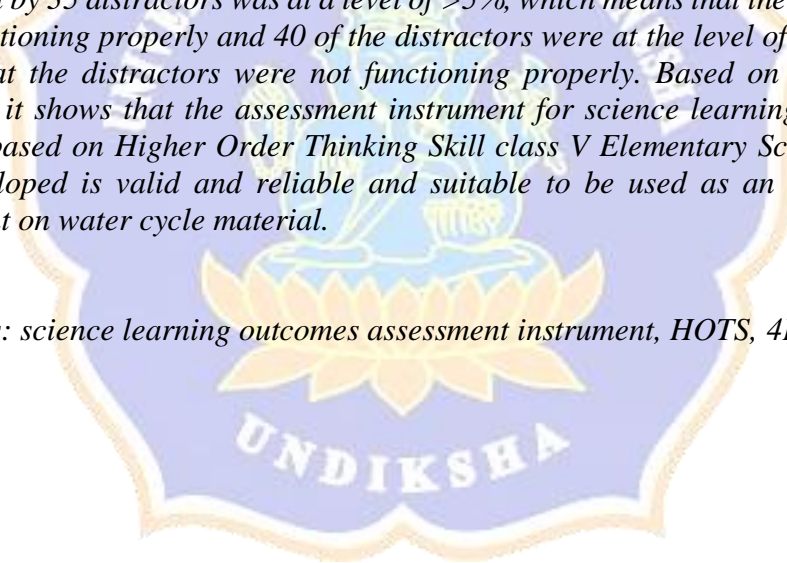 by 35 distractors was at a level of >5%, which means that the
tioning properly and 40 of the distractors were at the level of
at the distractors were not functioning properly. Based on
it shows that the assessment instrument for science learning
based on Higher Order Thinking Skill class V Elementary Sc
loped is valid and reliable and suitable to be used as an
t on water cycle material.
: science learning outcomes assessment instrument, HOTS, 4
UNDIKSHA